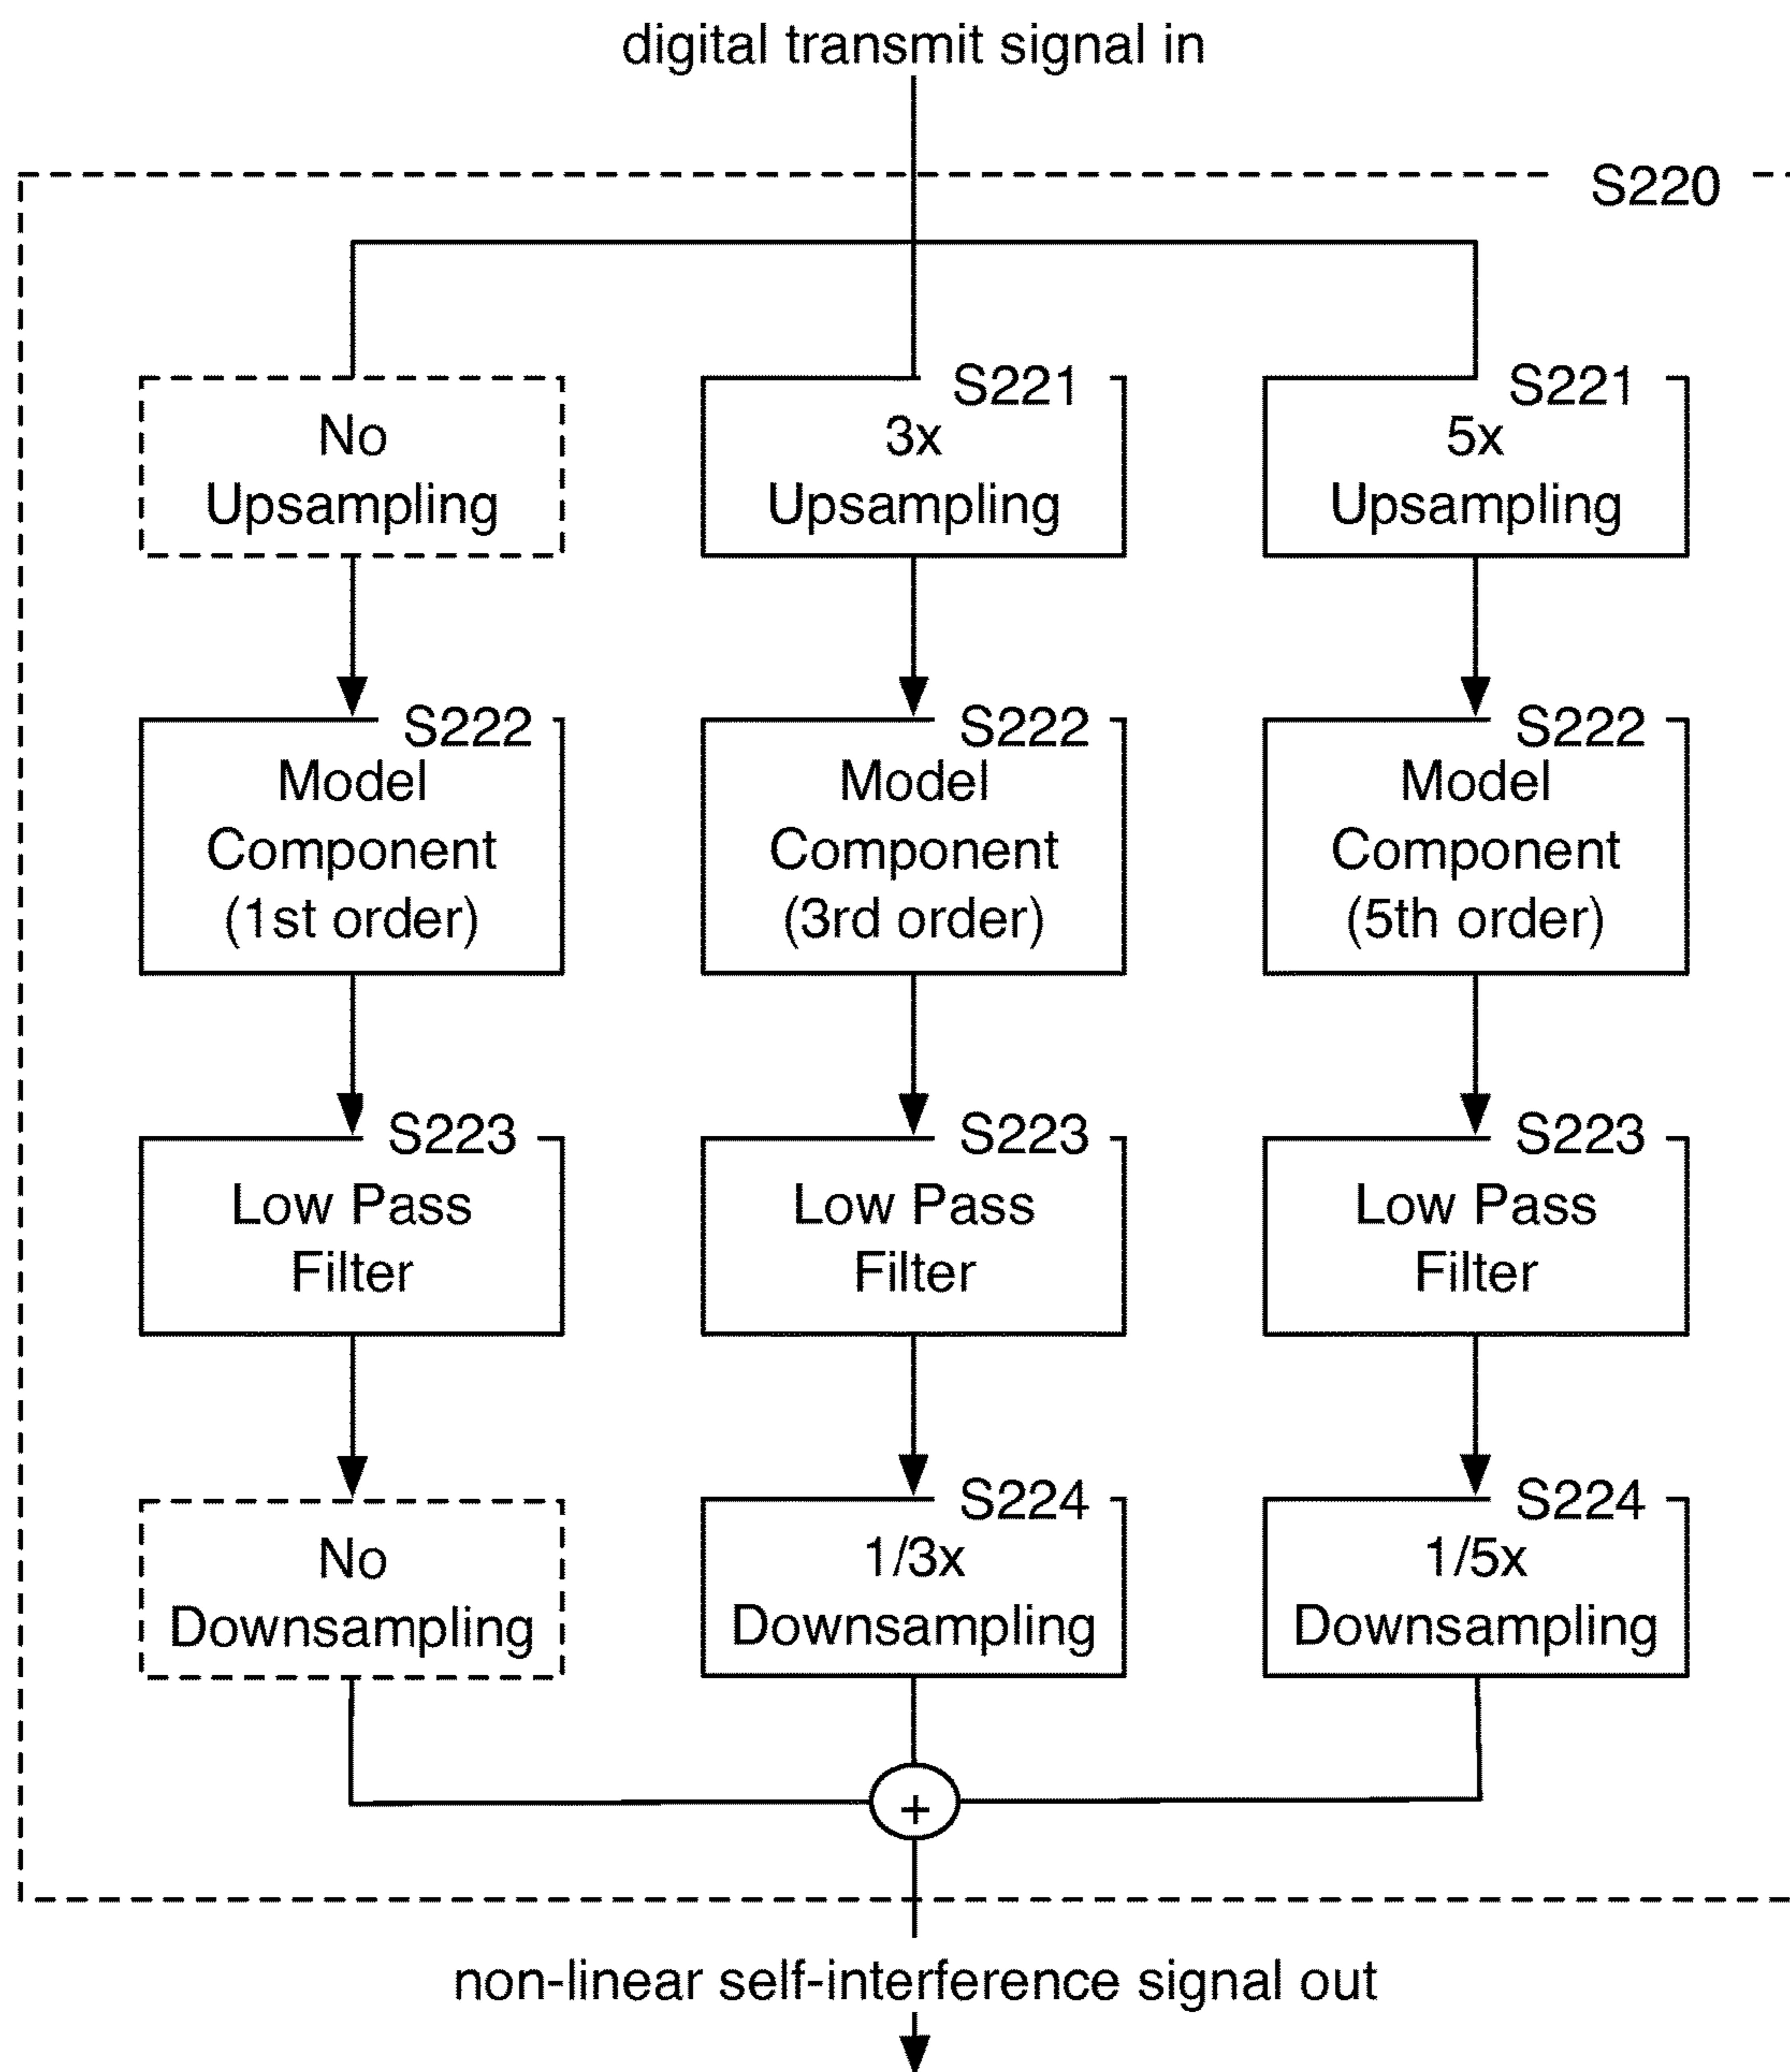 digital transmit signal in
S220
No
Upsampling
S221
3x
Upsampling
S221
5x
Upsampling
S222
Model
Component
(1st order)
S222
Model
Component
(3rd order)
S222
Model
Component
(5th order)
S223
Low Pass
Filter
S223
Low Pass
Filter
S223
Low Pass
Filter
No
Downsampling
S224
1/3x
Downsampling
S224
1/5x
Downsampling
+
non-linear self-interference signal out